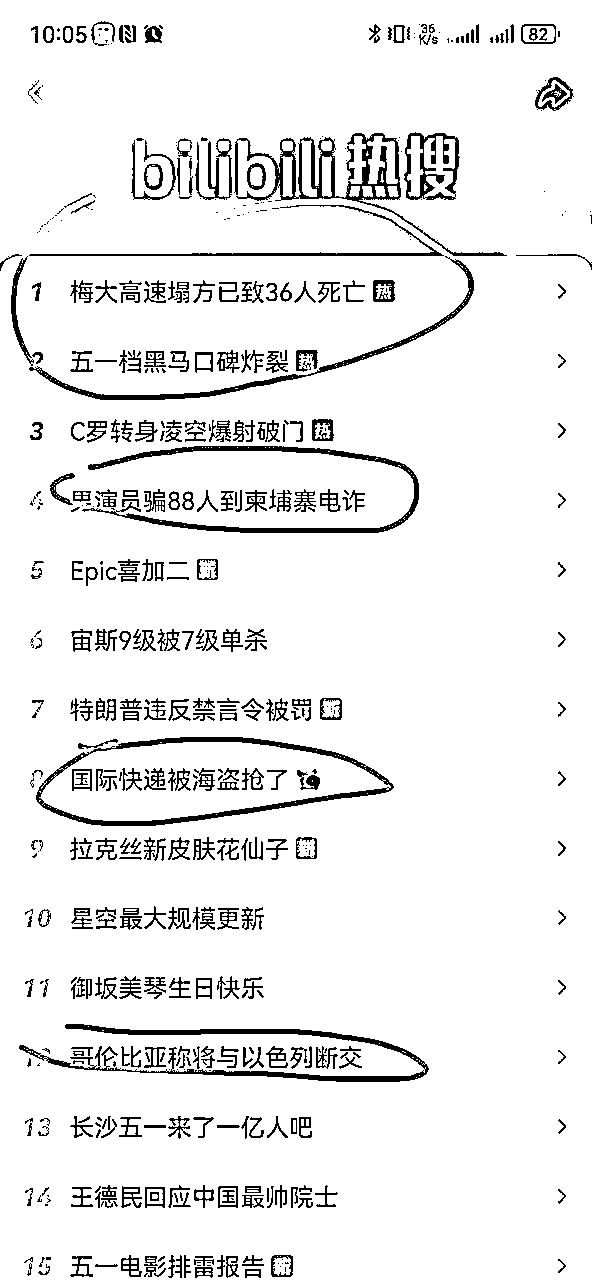 10:05 36 K/s 82
bilibili热搜
1 梅大高速塌方已致36人死亡 热
2 五一档黑马口碑炸裂 热
3 C罗转身凌空爆射破门 热
4 男演员骗88人到柬埔寨电诈
5 Epic喜加二 新
6 宙斯9级被7级单杀
7 特朗普违反禁言令被罚 新
8 国际快递被海盗抢了
9 拉克丝新皮肤花仙子 新
10 星空最大规模更新
11 御坂美琴生日快乐
12 哥伦比亚称将与以色列断交
13 长沙五一来了一亿人吧
14 王德民回应中国最帅院士
15 五一电影排雷报告 新